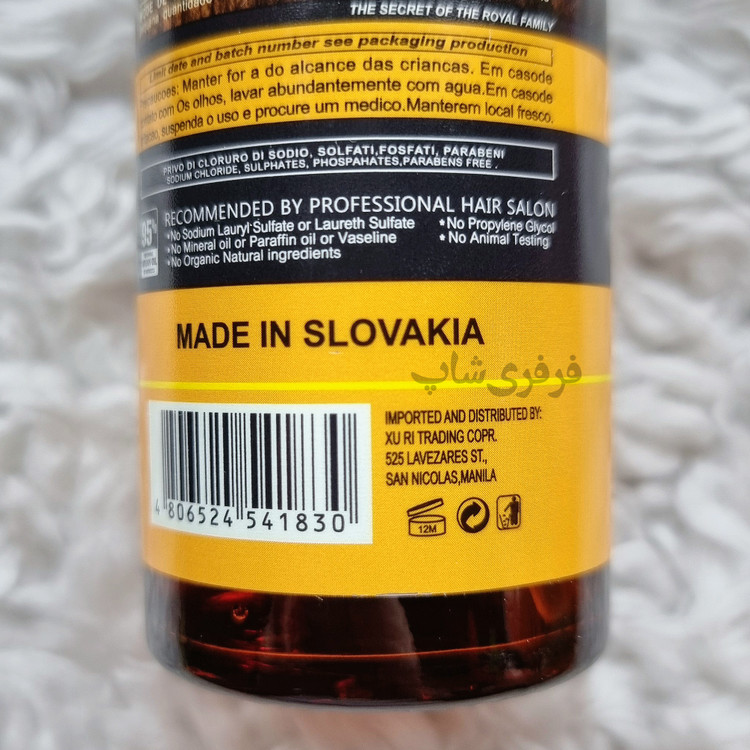 quantidade
THE SECRET OF THE ROYAL FAMILY
Limit date and batch number see packaging production
Manter for a do alcance das criancas. Em casode
com Os olhos, lavar abundantemente com agua.Em casode
suspenda o uso e procure um medico.Manterem local fresco.
PRIVO DI CLORURO DI SODIO, SOLFATI,FOSFATI, PARABENI
SODIUM CHLORIDE, SULPHATES, PHOSPAHATES,PARABENS FREE .
RECOMMENDED BY PROFESSIONAL HAIR SALON
No Sodium Lauryl Sulfate or Laureth Sulfate
No Mineral oil or Paraffin oil or Vaseline
No Organic Natural ingredients
* No Propylene Glycol
* No Animal Testing
95%
MADE IN SLOVAKIA
فرفری شاپ
IMPORTED AND DISTRIBUTED BY:
XU RI TRADING COPR.
525 LAVEZARES ST.,
SAN NICOLAS,MANILA
4 806524 541830
12M